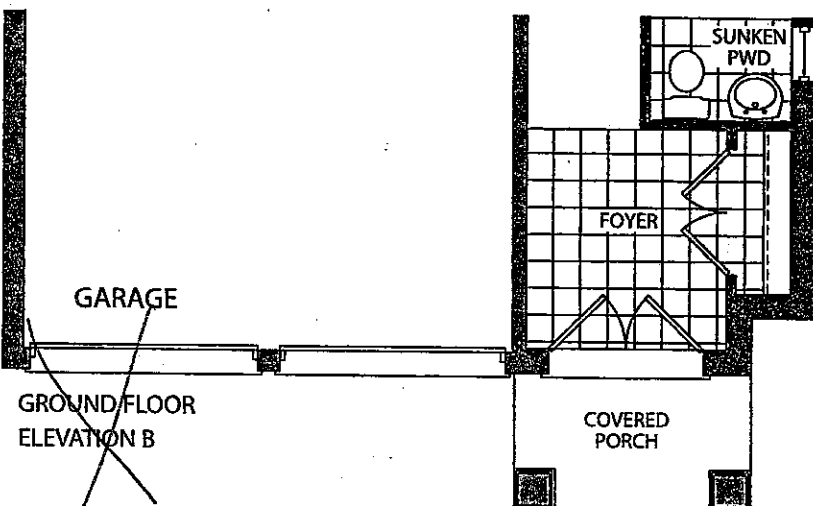 SUNKEN
PWD
FOYER
GARAGE
GROUND FLOOR
ELEVATION B
COVERED
PORCH